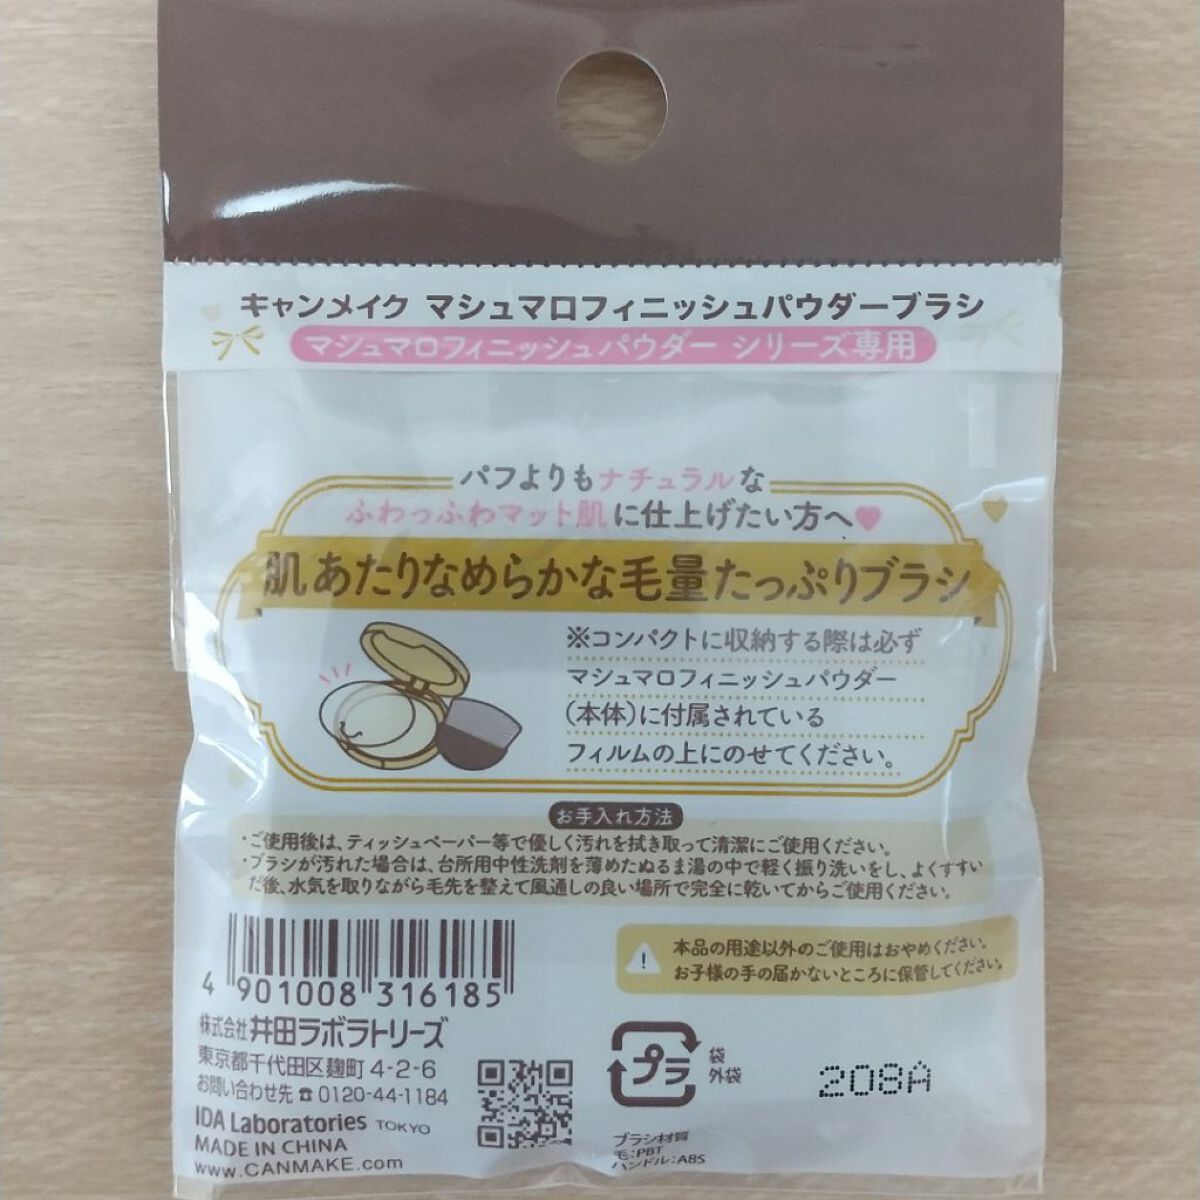 キャンメイク マシュマロフィニッシュパウダーブラシ
マシュマロフィニッシュパウダー シリーズ専用
パフよりもナチュラルな
ふわっふわマット肌に仕上げたい方へ♥
肌あたりなめらかな毛量たっぷりブラシ
※コンパクトに収納する際は必ず
マシュマロフィニッシュパウダー
(本体)に付属されている
フィルムの上にのせてください。
お手入れ方法
・ご使用後は、ティッシュペーパー等で優しく汚れを拭き取って清潔にご使用ください。
・ブラシが汚れた場合は、台所用中性洗剤を薄めたぬるま湯の中で軽く振り洗いをし、よくすすい
だ後、水気を取りながら毛先を整えて風通しの良い場所で完全に乾いてからご使用ください。
本品の用途以外のご使用はおやめください。
お子様の手の届かないところに保管してください。
4 901008 316185
株式会社 井田ラボラトリーズ
東京都千代田区麹町 4-2-6
お問い合わせ先 ☎ 0120-44-1184
IDA Laboratories TOKYO
MADE IN CHINA
www.CANMAKE.com
プラ
袋
外袋
208A
ブラシ材質
毛:PBT
ハンドル:ABS